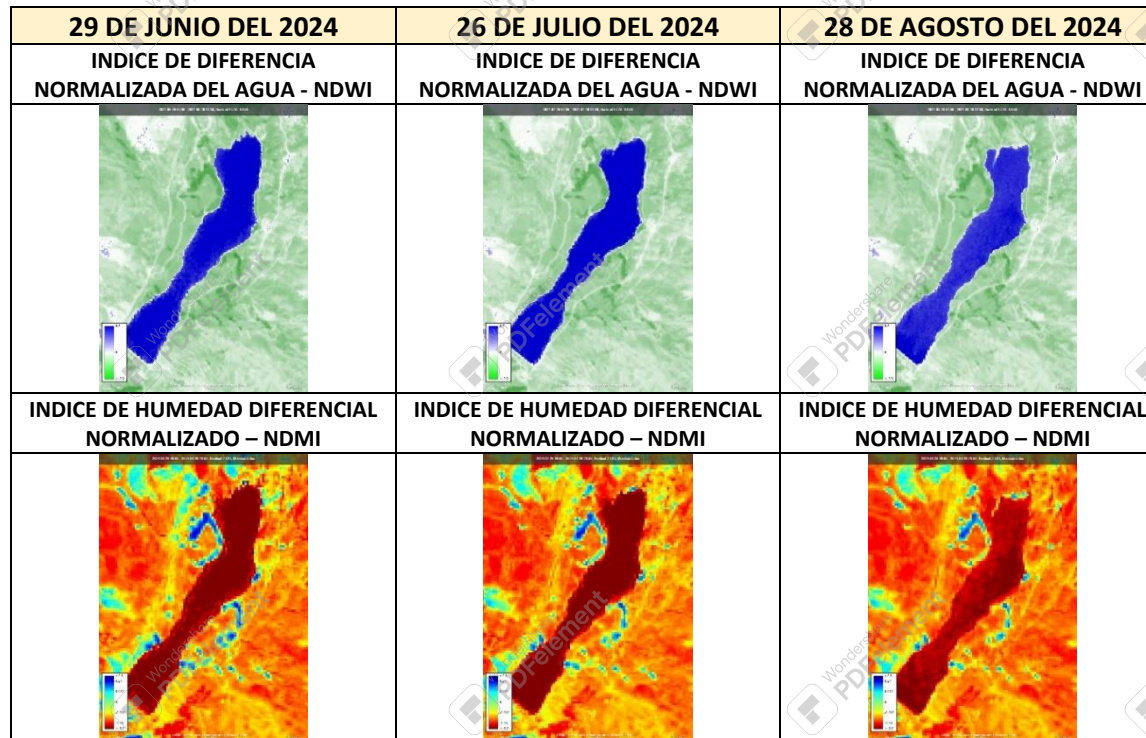 29 DE JUNIO DEL 2024
26 DE JULIO DEL 2024
28 DE AGOSTO DEL 2024
INDICE DE DIFERENCIA
NORMALIZADA DEL AGUA - NDWI
INDICE DE DIFERENCIA
NORMALIZADA DEL AGUA - NDWI
INDICE DE DIFERENCIA
NORMALIZADA DEL AGUA - NDWI
INDICE DE HUMEDAD DIFERENCIAL
NORMALIZADO – NDMI
INDICE DE HUMEDAD DIFERENCIAL
NORMALIZADO – NDMI
INDICE DE HUMEDAD DIFERENCIAL
NORMALIZADO – NDMI
Wondershare
PDFelement